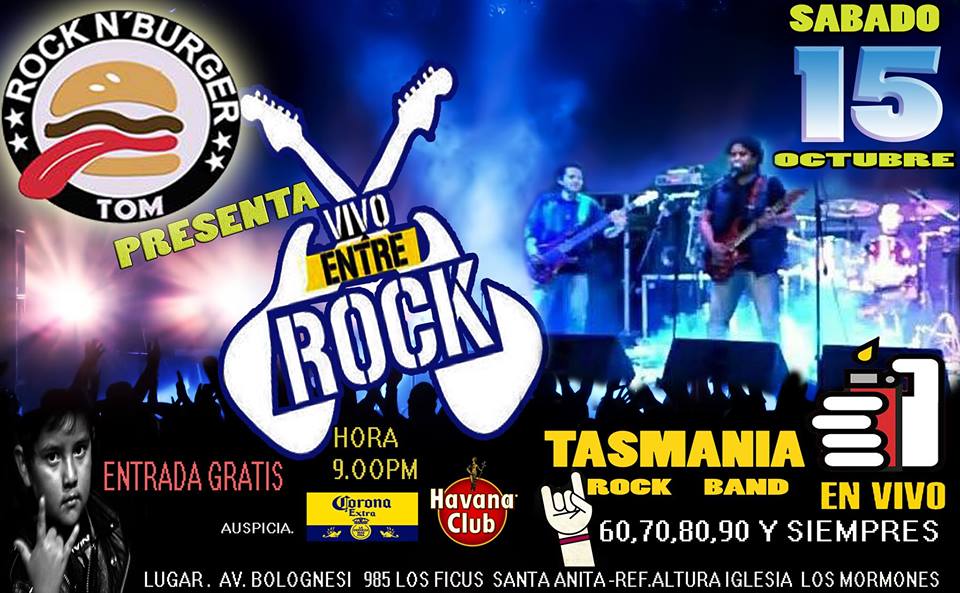 ROCK N´BURGER
TOM
PRESENTA
VIVO
ENTRE
ROCK
SABADO
15
OCTUBRE
HORA
9.00PM
ENTRADA GRATIS
AUSPICIA.
Corona
Extra
Havana
Club
TASMANIA
ROCK BAND
EN VIVO
60,70,80,90 Y SIEMPRES
LUGAR. AV. BOLOGNESI 985 LOS FICUS SANTA ANITA-REF.ALTURA IGLESIA LOS MORMONES